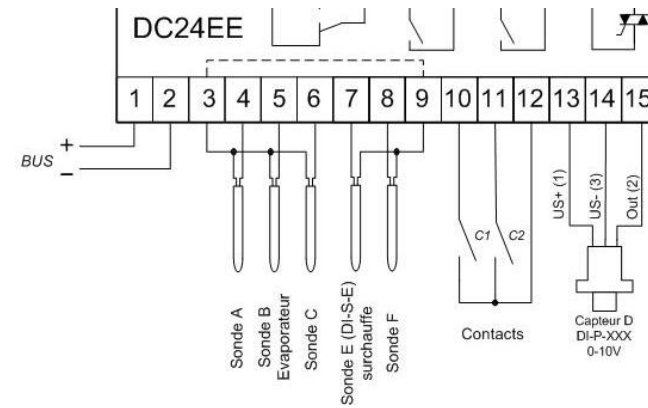 DC24EE
1 2 3 4 5 6 7 8 9 10 11 12 13 14 15
+
BUS
−
US+ (1)
US- (3)
Out (2)
C1 C2
Sonde A
Sonde B
Evaporateur
Sonde C
Sonde E (DI-S-E)
surchauffe
Sonde F
Contacts
Capteur D
DI-P-XXX
0-10V